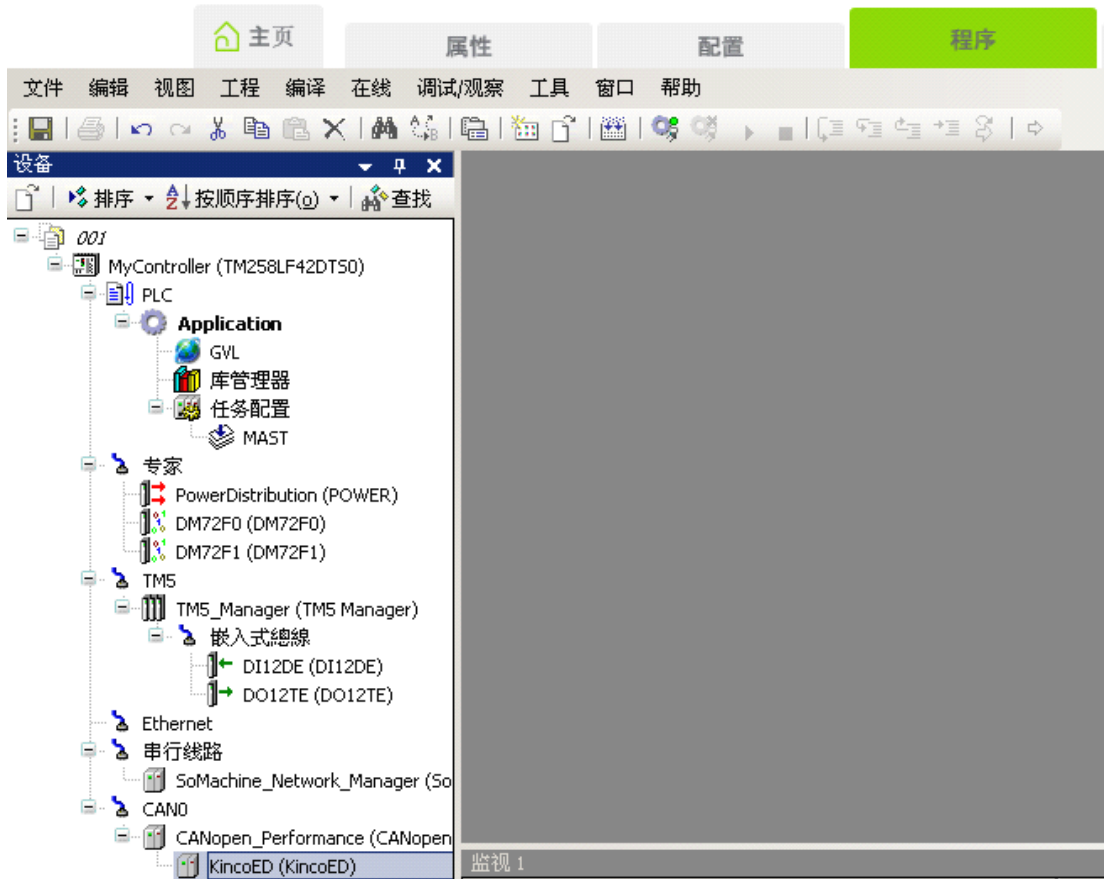 主页 属性 配置 程序
文件 编辑 视图 工程 编译 在线 调试/观察 工具 窗口 帮助
设备
排序 按顺序排序(o) 查找
001
MyController (TM258LF42DTS0)
PLC
Application
GVL
库管理器
任务配置
MAST
专家
PowerDistribution (POWER)
DM72F0 (DM72F0)
DM72F1 (DM72F1)
TM5
TM5_Manager (TM5 Manager)
嵌入式總線
DI12DE (DI12DE)
DO12TE (DO12TE)
Ethernet
串行线路
SoMachine_Network_Manager (So
CAN0
CANopen_Performance (CANopen
KincoED (KincoED)
监视 1